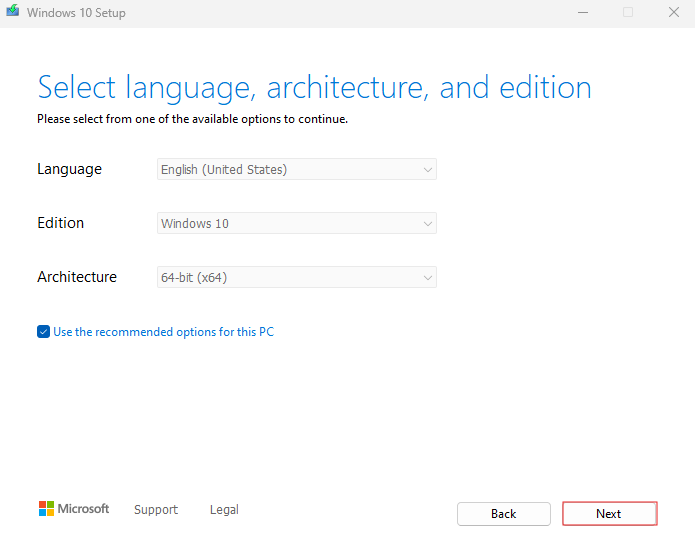 Windows 10 Setup
Select language, architecture, and edition
Please select from one of the available options to continue.
Language English (United States)
Edition Windows 10
Architecture 64-bit (x64)
Use the recommended options for this PC
Microsoft Support Legal Back Next